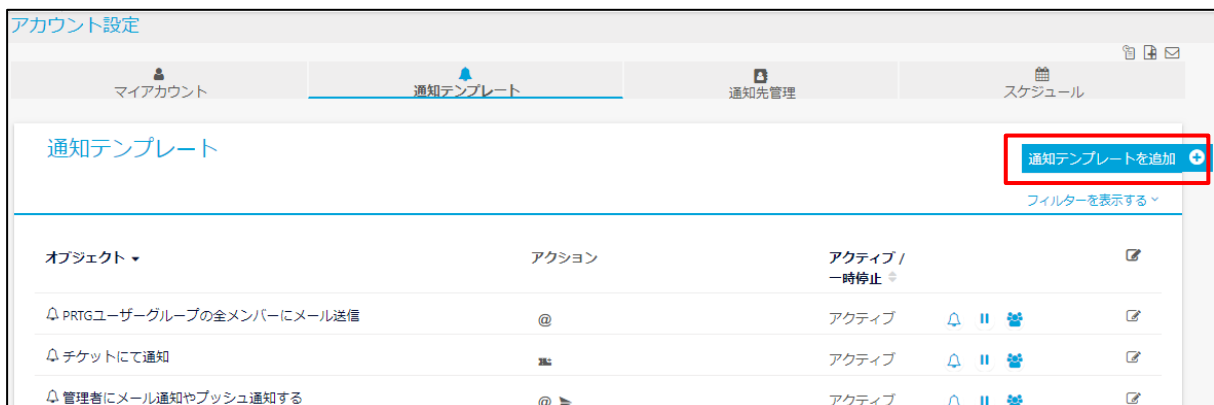 アカウント設定
マイアカウント
通知テンプレート
通知先管理
スケジュール
通知テンプレート
通知テンプレートを追加
フィルターを表示する
オブジェクト
アクション
アクティブ /
一時停止
PRTGユーザーグループの全メンバーにメール送信
@
アクティブ
チケットにて通知
アクティブ
管理者にメール通知やプッシュ通知する
@
アクティブ